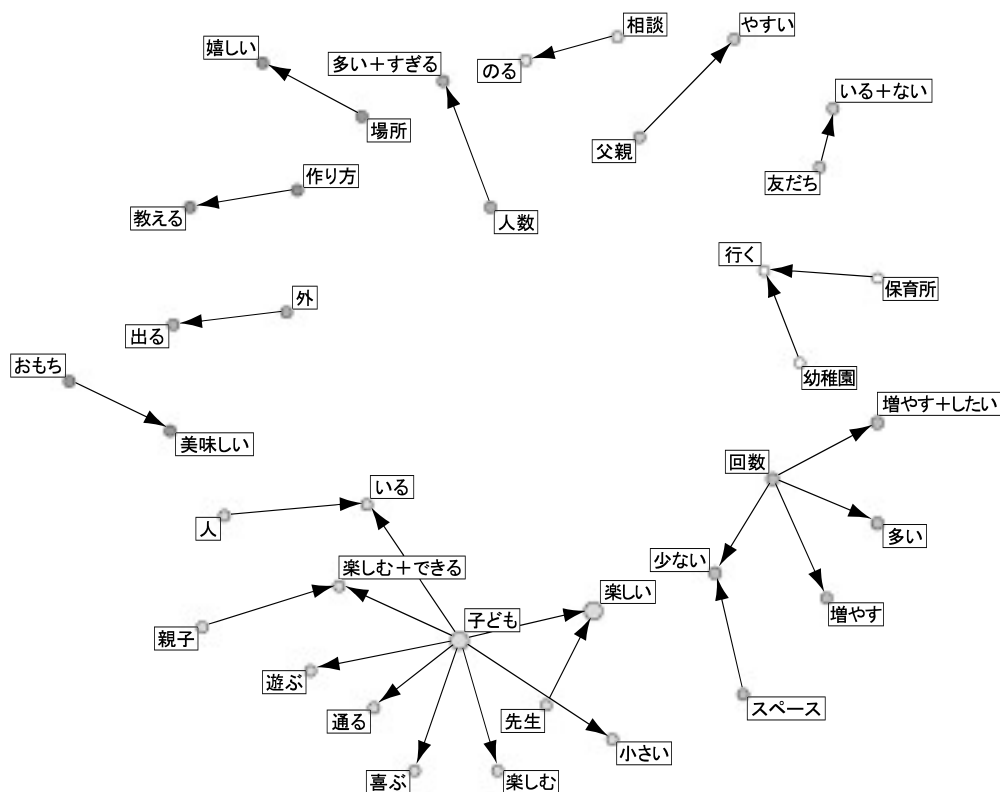 相談
やすい
嬉しい
多い+すぎる
のる
いる+ない
場所
父親
友だち
作り方
教える
人数
行く
保育所
外
出る
おもち
幼稚園
増やす+したい
美味しい
回数
いる
人
多い
少ない
楽しむ+できる
楽しい
増やす
子ども
親子
遊ぶ
通る
先生
スペース
小さい
喜ぶ
楽しむ